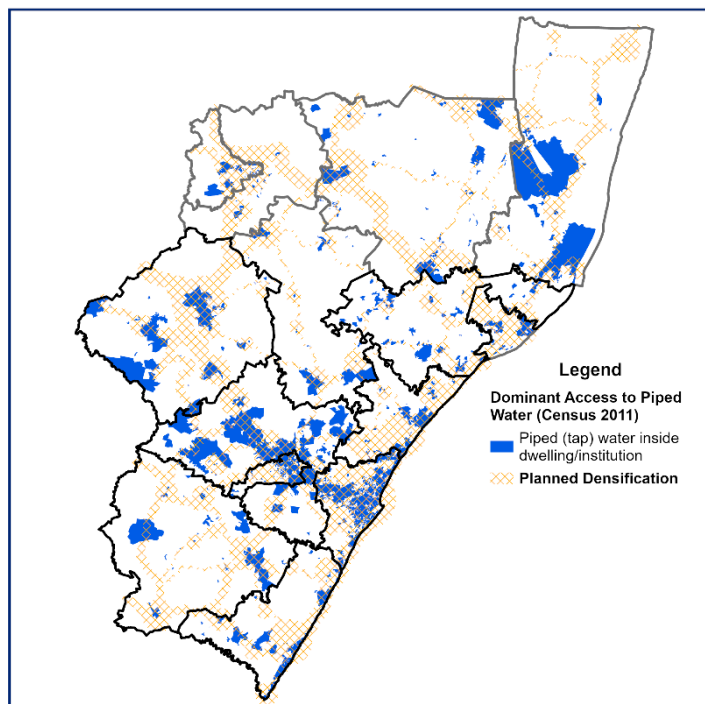 Legend
Dominant Access to Piped
Water (Census 2011)
Piped (tap) water inside
dwelling/institution
Planned Densification